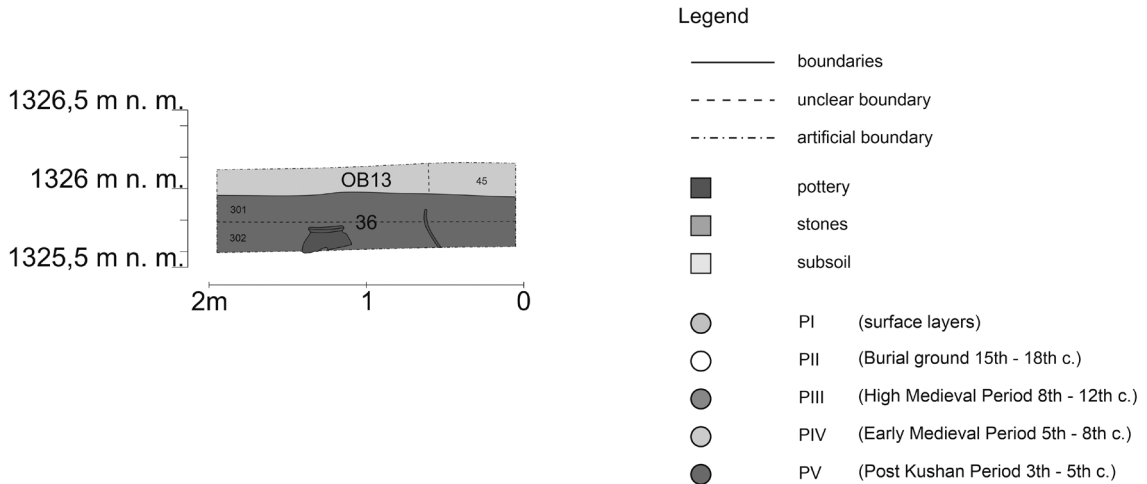 Legend
boundaries
unclear boundary
artificial boundary
pottery
stones
subsoil
PI (surface layers)
PII (Burial ground 15th - 18th c.)
PIII (High Medieval Period 8th - 12th c.)
PIV (Early Medieval Period 5th - 8th c.)
PV (Post Kushan Period 3th - 5th c.)
1326,5 m n. m.
1326 m n. m.
1325,5 m n. m.
OB13
45
301
36
302
2m 1 0